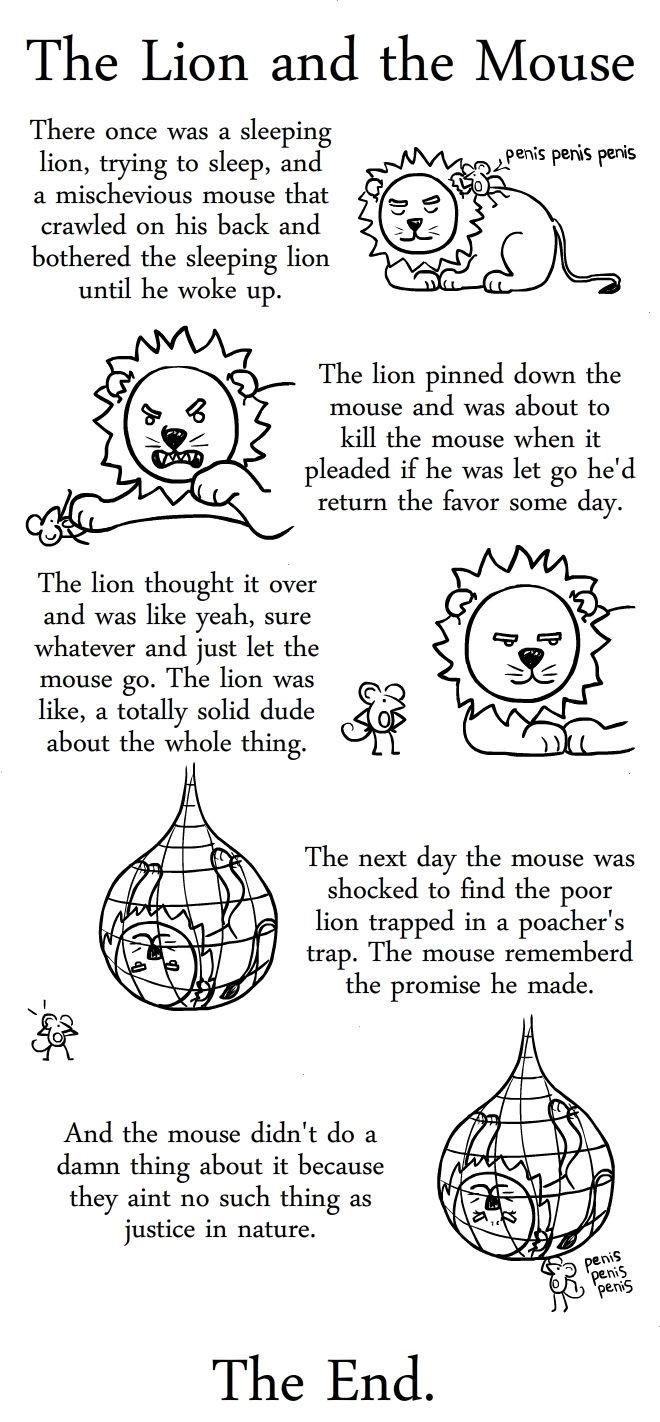 The Lion and the Mouse
There once was a sleeping
lion, trying to sleep, and
a mischevious mouse that
crawled on his back and
bothered the sleeping lion
until he woke up.
penis penis penis
The lion pinned down the
mouse and was about to
kill the mouse when it
pleaded if he was let go he'd
return the favor some day.
The lion thought it over
and was like yeah, sure
whatever and just let the
mouse go. The lion was
like, a totally solid dude
about the whole thing.
The next day the mouse was
shocked to find the poor
lion trapped in a poacher's
trap. The mouse rememberd
the promise he made.
And the mouse didn't do a
damn thing about it because
they aint no such thing as
justice in nature.
penis
penis
penis
The End.